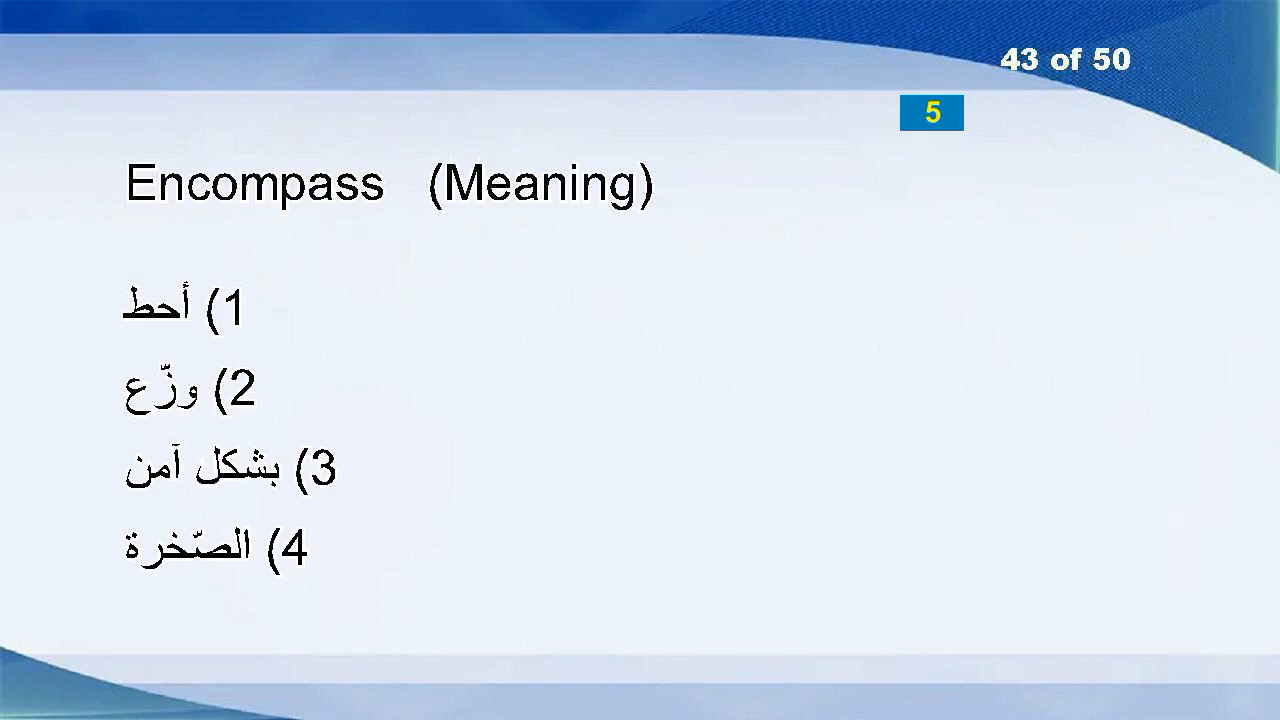 43 of 50
5
Encompass (Meaning)
1) أحط
2) وزّع
3) بشكل آمن
4) الصّخرة